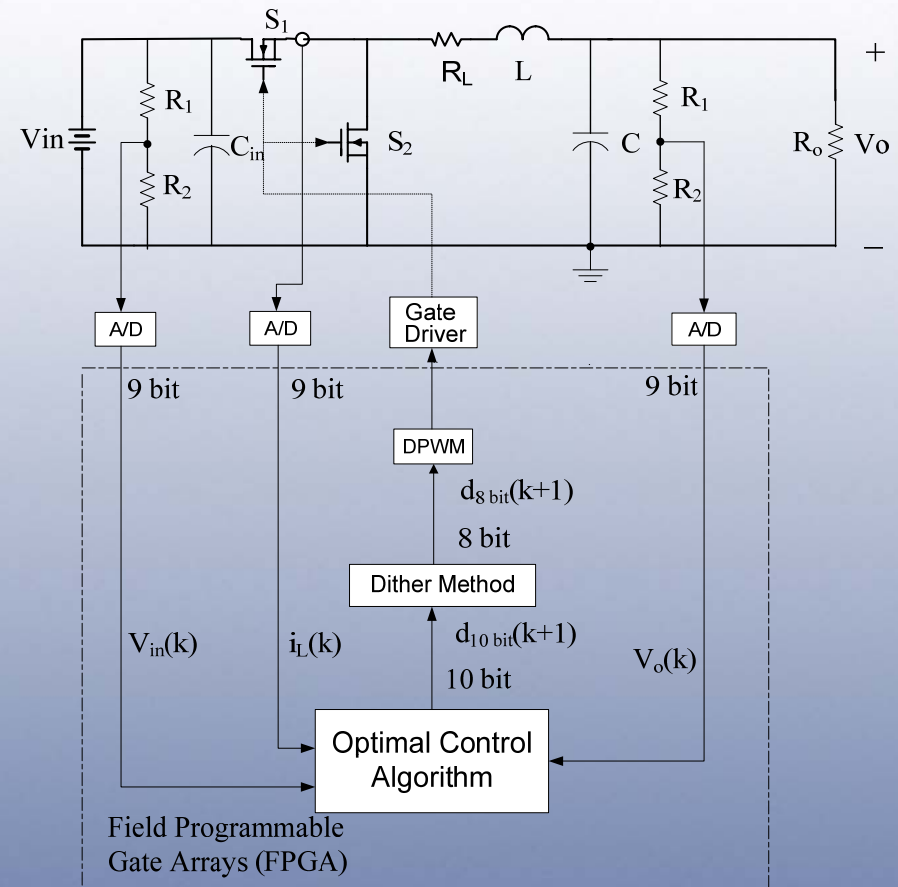 S1
+
RL
L
R1
R1
Vin
Cin
S2
C
Ro
Vo
R2
R2
–
A/D
A/D
Gate
Driver
A/D
9 bit
9 bit
9 bit
DPWM
d8 bit(k+1)
8 bit
Dither Method
d10 bit(k+1)
Vin(k)
iL(k)
Vo(k)
10 bit
Optimal Control
Algorithm
Field Programmable
Gate Arrays (FPGA)